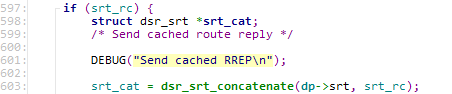 597: if (srt_rc) {
598: struct dsr_srt *srt_cat;
599: /* Send cached route reply */
600:
601: DEBUG("Send cached RREP\n");
602:
603: srt_cat = dsr_srt_concatenate(dp->srt, srt_rc);